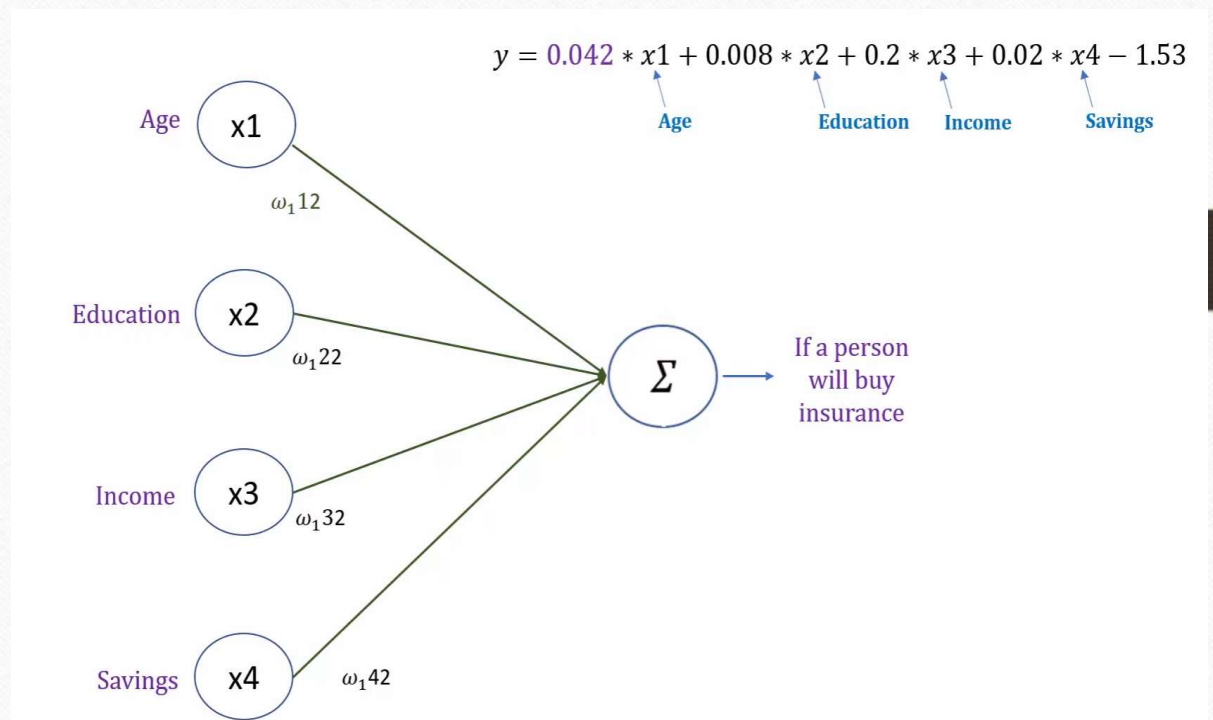 y = 0.042 * x1 + 0.008 * x2 + 0.2 * x3 + 0.02 * x4 − 1.53
Age Education Income Savings
Age x1
ω₁12
Education x2
ω₁22
Σ
If a person
will buy
insurance
Income x3
ω₁32
Savings x4
ω₁42